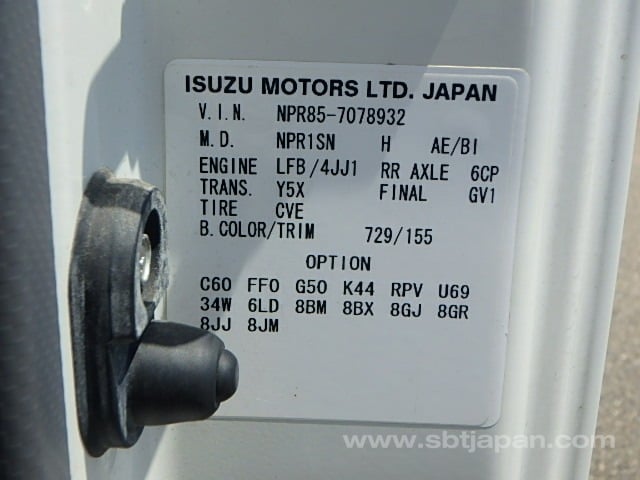 ISUZU MOTORS LTD. JAPAN
V.I.N. NPR85-7078932
M.D. NPR1SN H AE/BI
ENGINE LFB/4JJ1 RR AXLE 6CP
TRANS. Y5X FINAL GV1
TIRE CVE
B.COLOR/TRIM 729/155
OPTION
C60 FF0 G50 K44 RPV U69
34W 6LD 8BM 8BX 8GJ 8GR
8JJ 8JM
www.sbtjapan.com